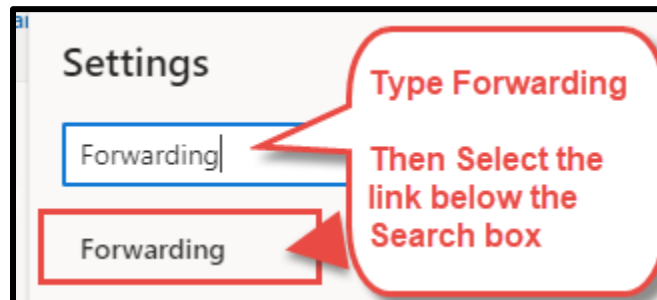 Settings
Forwarding
Forwarding
Type Forwarding
Then Select the
link below the
Search box